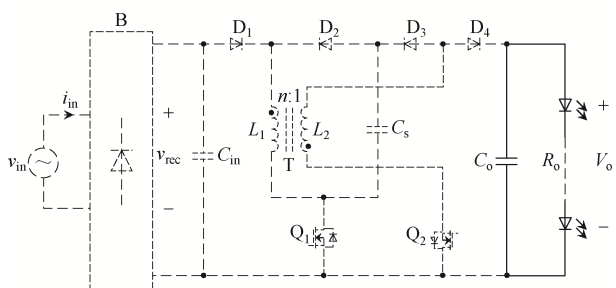 B
D₁
D₂
D₃
D₄
iᵢₙ
+
n:1
+
vᵢₙ
vᵣₑc
Cᵢₙ
L₁
L₂
T
Cₛ
Cₒ
Rₒ
Vₒ
−
Q₁
Q₂
−